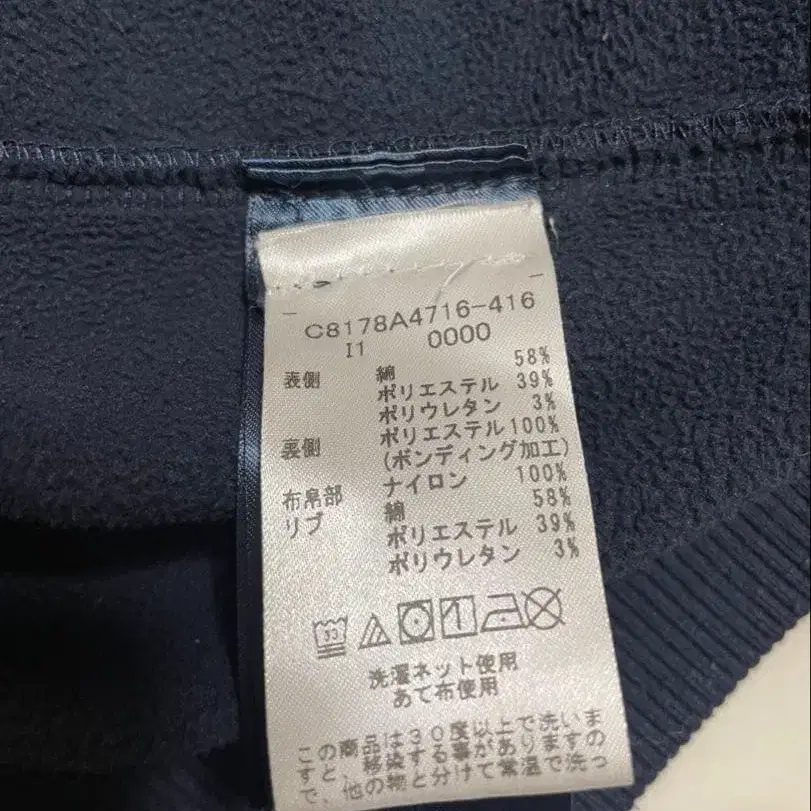 C8178A4716-416
I1 0000
表側 綿 58%
ポリエステル 39%
ポリウレタン 3%
裏側 ポリエステル 100%
(ボンディング加工)
布帛部 ナイロン 100%
リブ 綿 58%
ポリエステル 39%
ポリウレタン 3%
30
洗濯ネット使用
あて布使用
この商品は30度以上で洗いま
すと、移染する事がありますの
で、他の物と分けて常温で洗っ